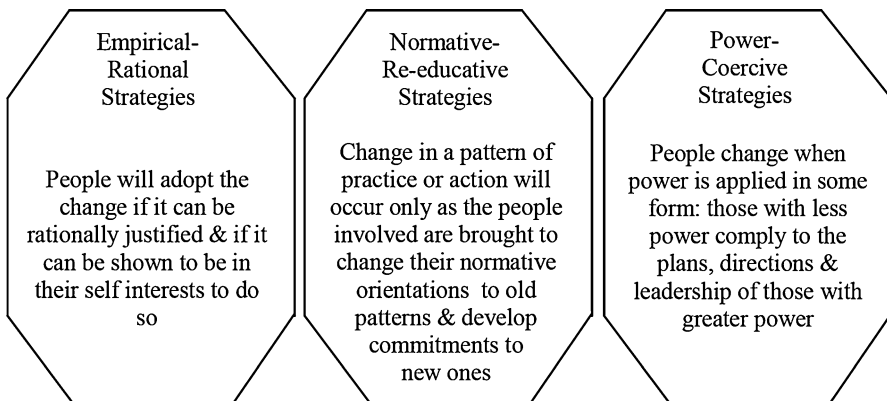 Empirical-
Rational
Strategies
People will adopt the
change if it can be
rationally justified & if it
can be shown to be in
their self interests to do
so
Normative-
Re-educative
Strategies
Change in a pattern of
practice or action will
occur only as the people
involved are brought to
change their normative
orientations to old
patterns & develop
commitments to
new ones
Power-
Coercive
Strategies
People change when
power is applied in some
form: those with less
power comply to the
plans, directions &
leadership of those with
greater power